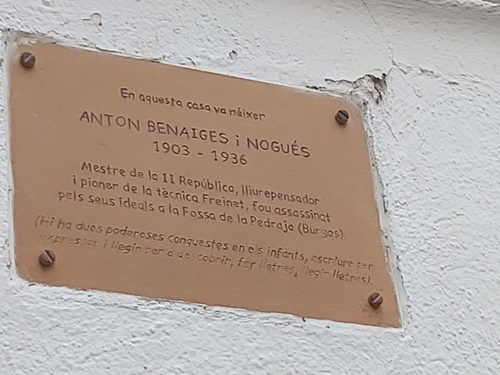 En aquesta casa va néixer
ANTON BENAIGES i NOGUÉS
1903 - 1936
Mestre de la II República, lliurepensador
i pioner de la tècnica Freinet, fou assassinat
pels seus ideals a la Fossa de la Pedraja (Burgos)
(Hi ha dues poderoses conquestes en els infants, escriure per
expressar i llegir per a descobrir, fer lletres, llegir lletres).